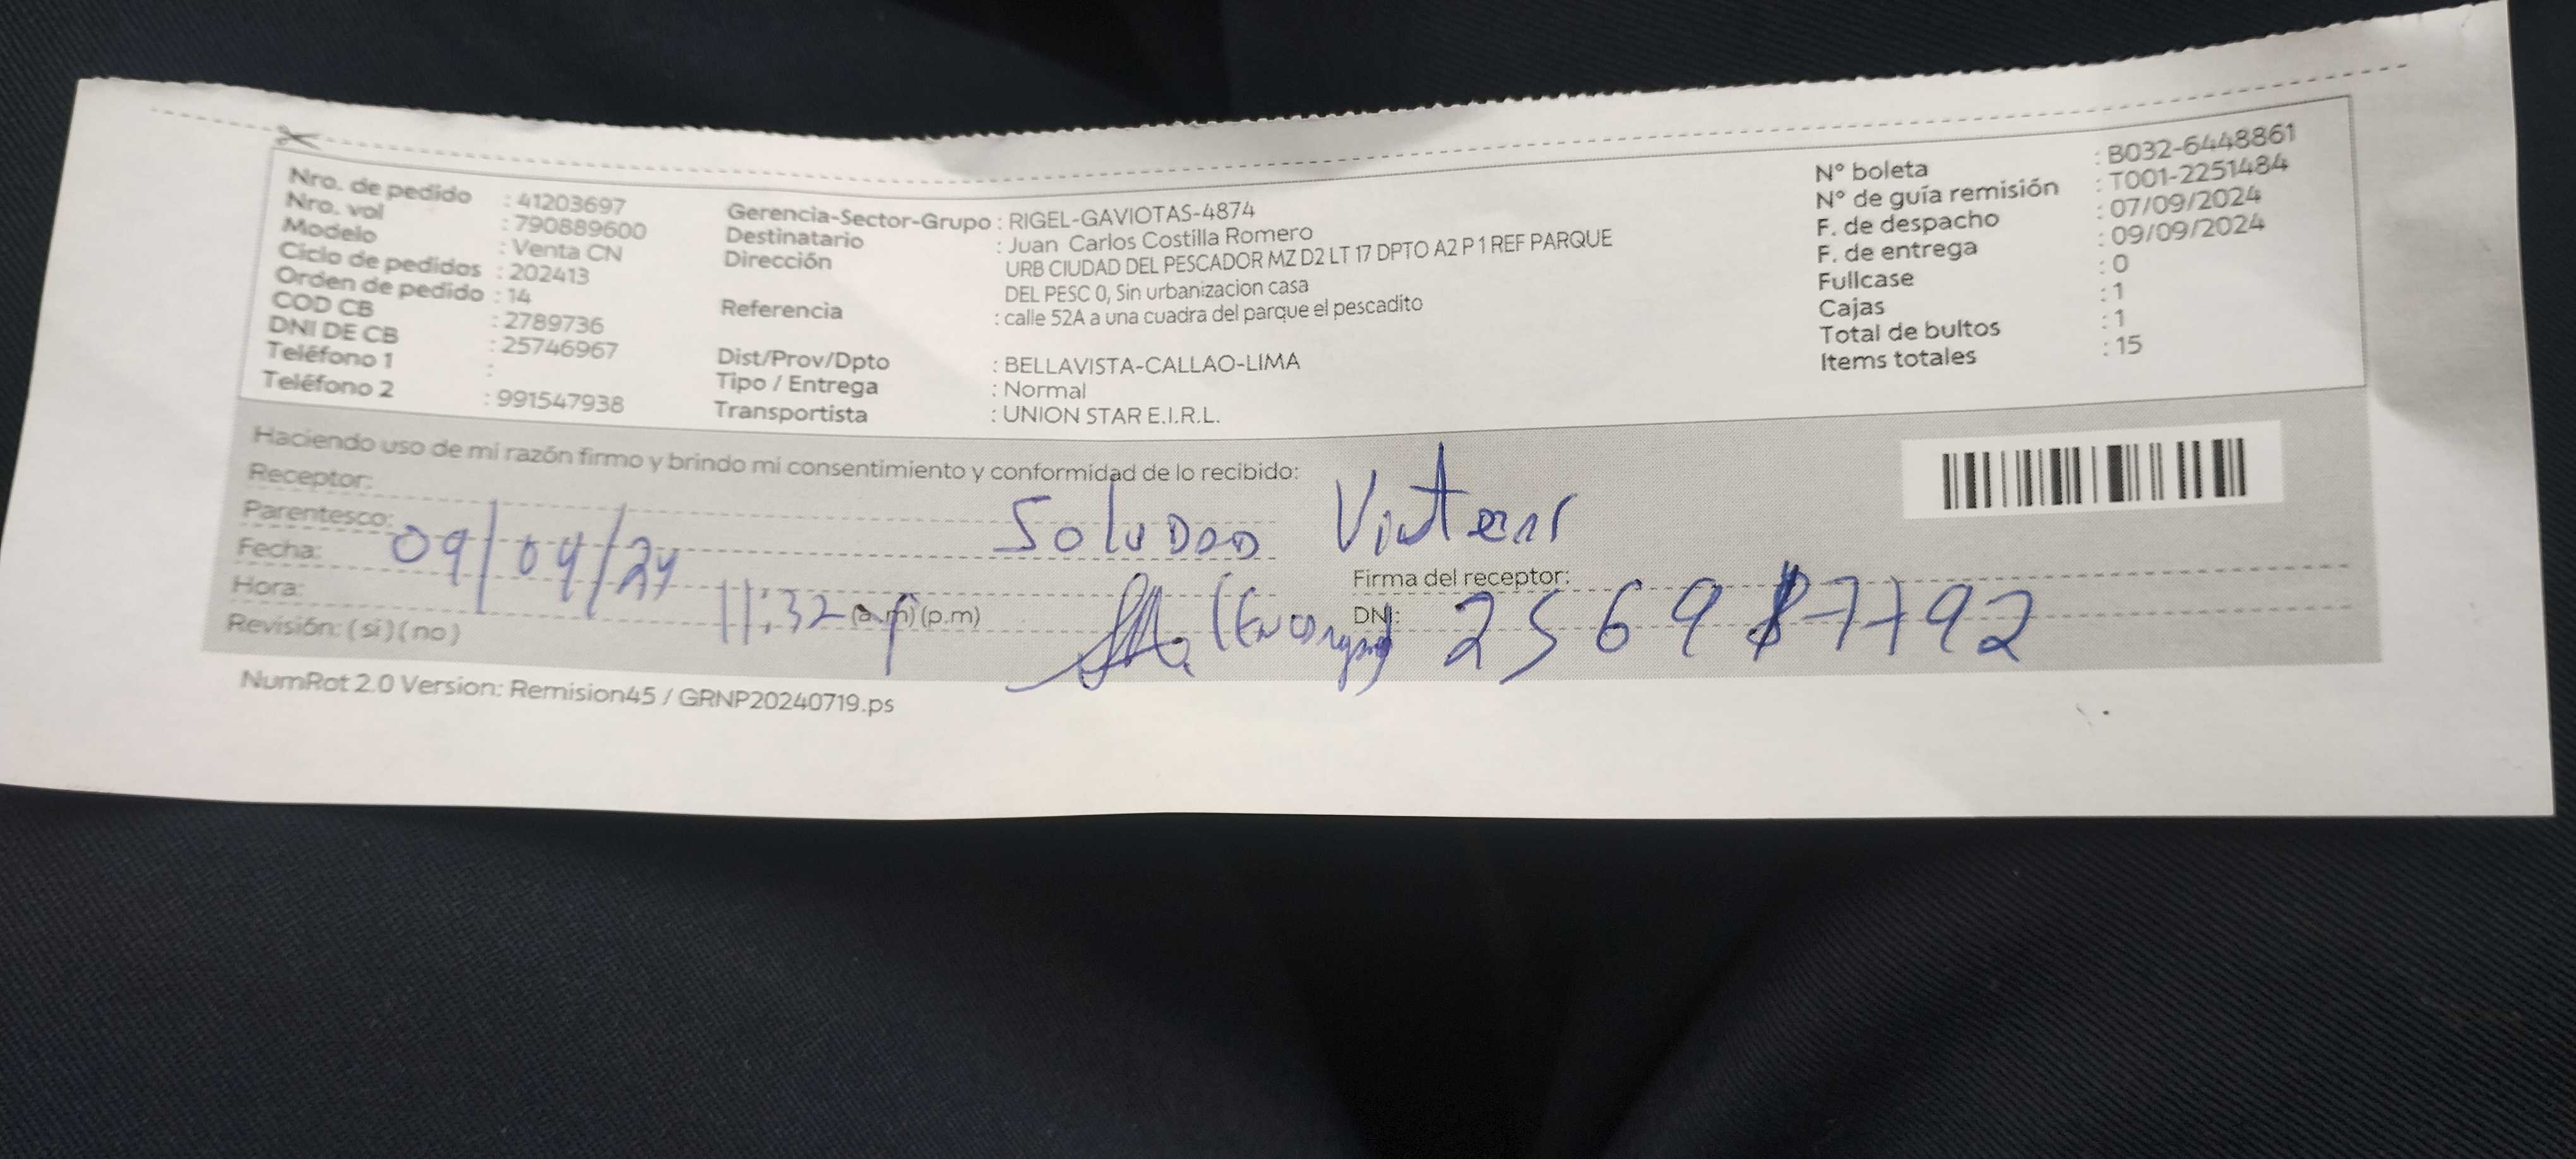 Nro. de pedido : 41203697
Nro. vol : 790889600
Modelo : Venta CN
Ciclo de pedidos : 202413
Orden de pedido : 14
COD CB : 2789736
DNI DE CB : 25746967
Teléfono 1 :
Teléfono 2 : 991547938
Gerencia-Sector-Grupo : RIGEL-GAVIOTAS-4874
Destinatario : Juan Carlos Costilla Romero
Dirección URB CIUDAD DEL PESCADOR MZ D2 LT 17 DPTO A2 P 1 REF PARQUE
DEL PESC 0, Sin urbanizacion casa
Referencia : calle 52A a una cuadra del parque el pescadito
Dist/Prov/Dpto : BELLAVISTA-CALLAO-LIMA
Tipo / Entrega : Normal
Transportista : UNION STAR E.I.R.L.
N° boleta : B032-6448861
N° de guía remisión : T001-2251484
F. de despacho : 07/09/2024
F. de entrega : 09/09/2024
Fullcase : 0
Cajas : 1
Total de bultos : 1
Items totales : 15
Haciendo uso de mi razón firmo y brindo mi consentimiento y conformidad de lo recibido:
Receptor:
Parentesco:
Fecha: 09/09/24
Hora: 11:32 (a.m) (p.m)
Revisión: ( si ) ( no )
Firma del receptor:
DNI:
NumRot 2.0 Version: Remision45 / GRNP20240719.ps